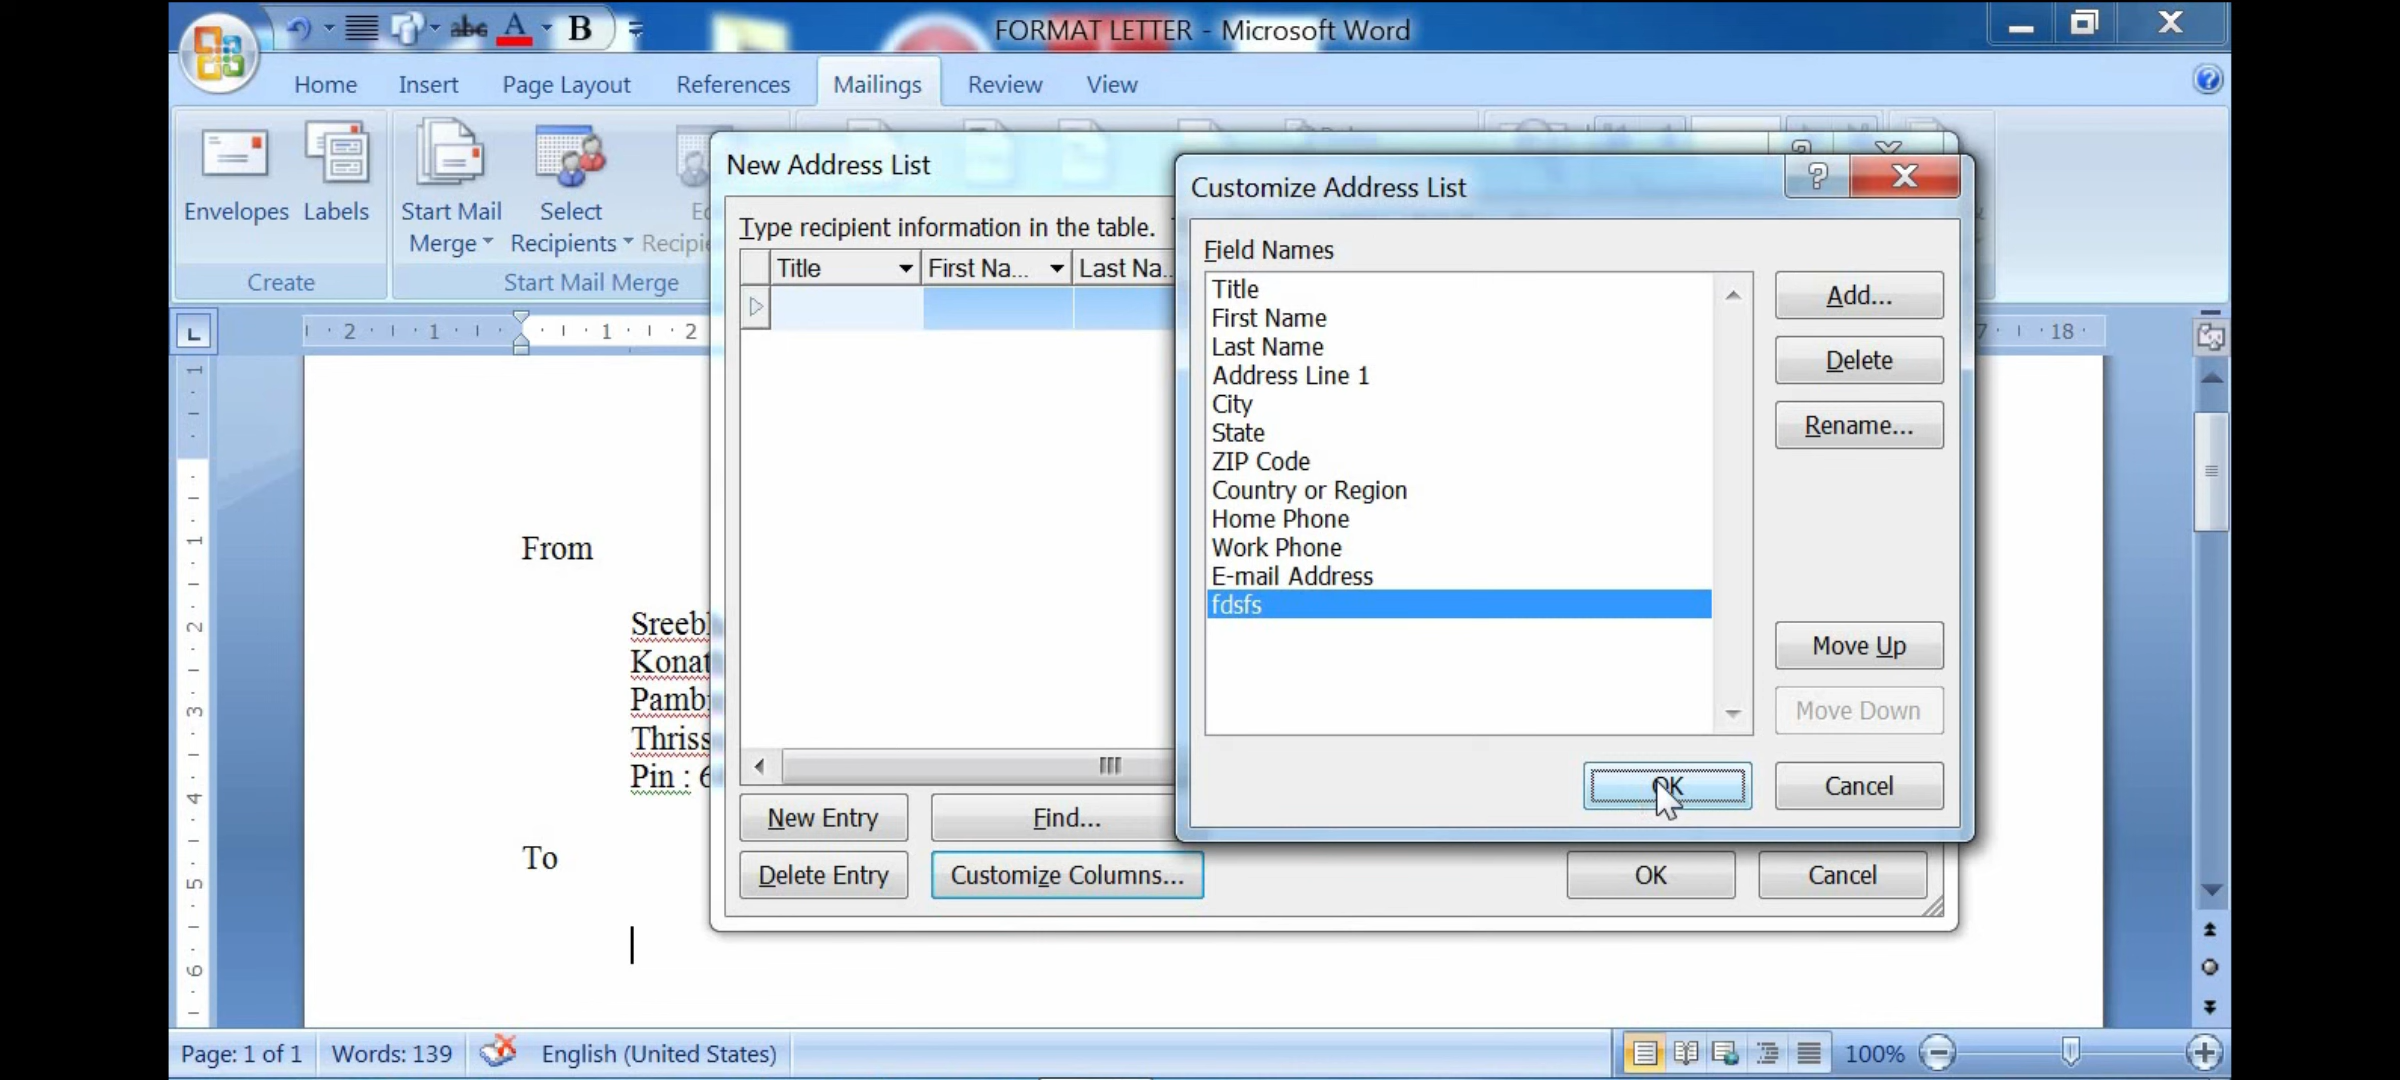 FORMAT LETTER - Microsoft Word
Home Insert Page Layout References Mailings Review View
Envelopes Labels Start Mail Merge Select Recipients
Create Start Mail Merge
New Address List
Type recipient information in the table.
Title First Na... Last Na...
New Entry Find...
Delete Entry Customize Columns... OK Cancel
Customize Address List
Field Names
Title
First Name
Last Name
Address Line 1
City
State
ZIP Code
Country or Region
Home Phone
Work Phone
E-mail Address
fdsfs
Add...
Delete
Rename...
Move Up
Move Down
OK Cancel
From
Pin :
To
Page: 1 of 1 Words: 139 English (United States) 100%